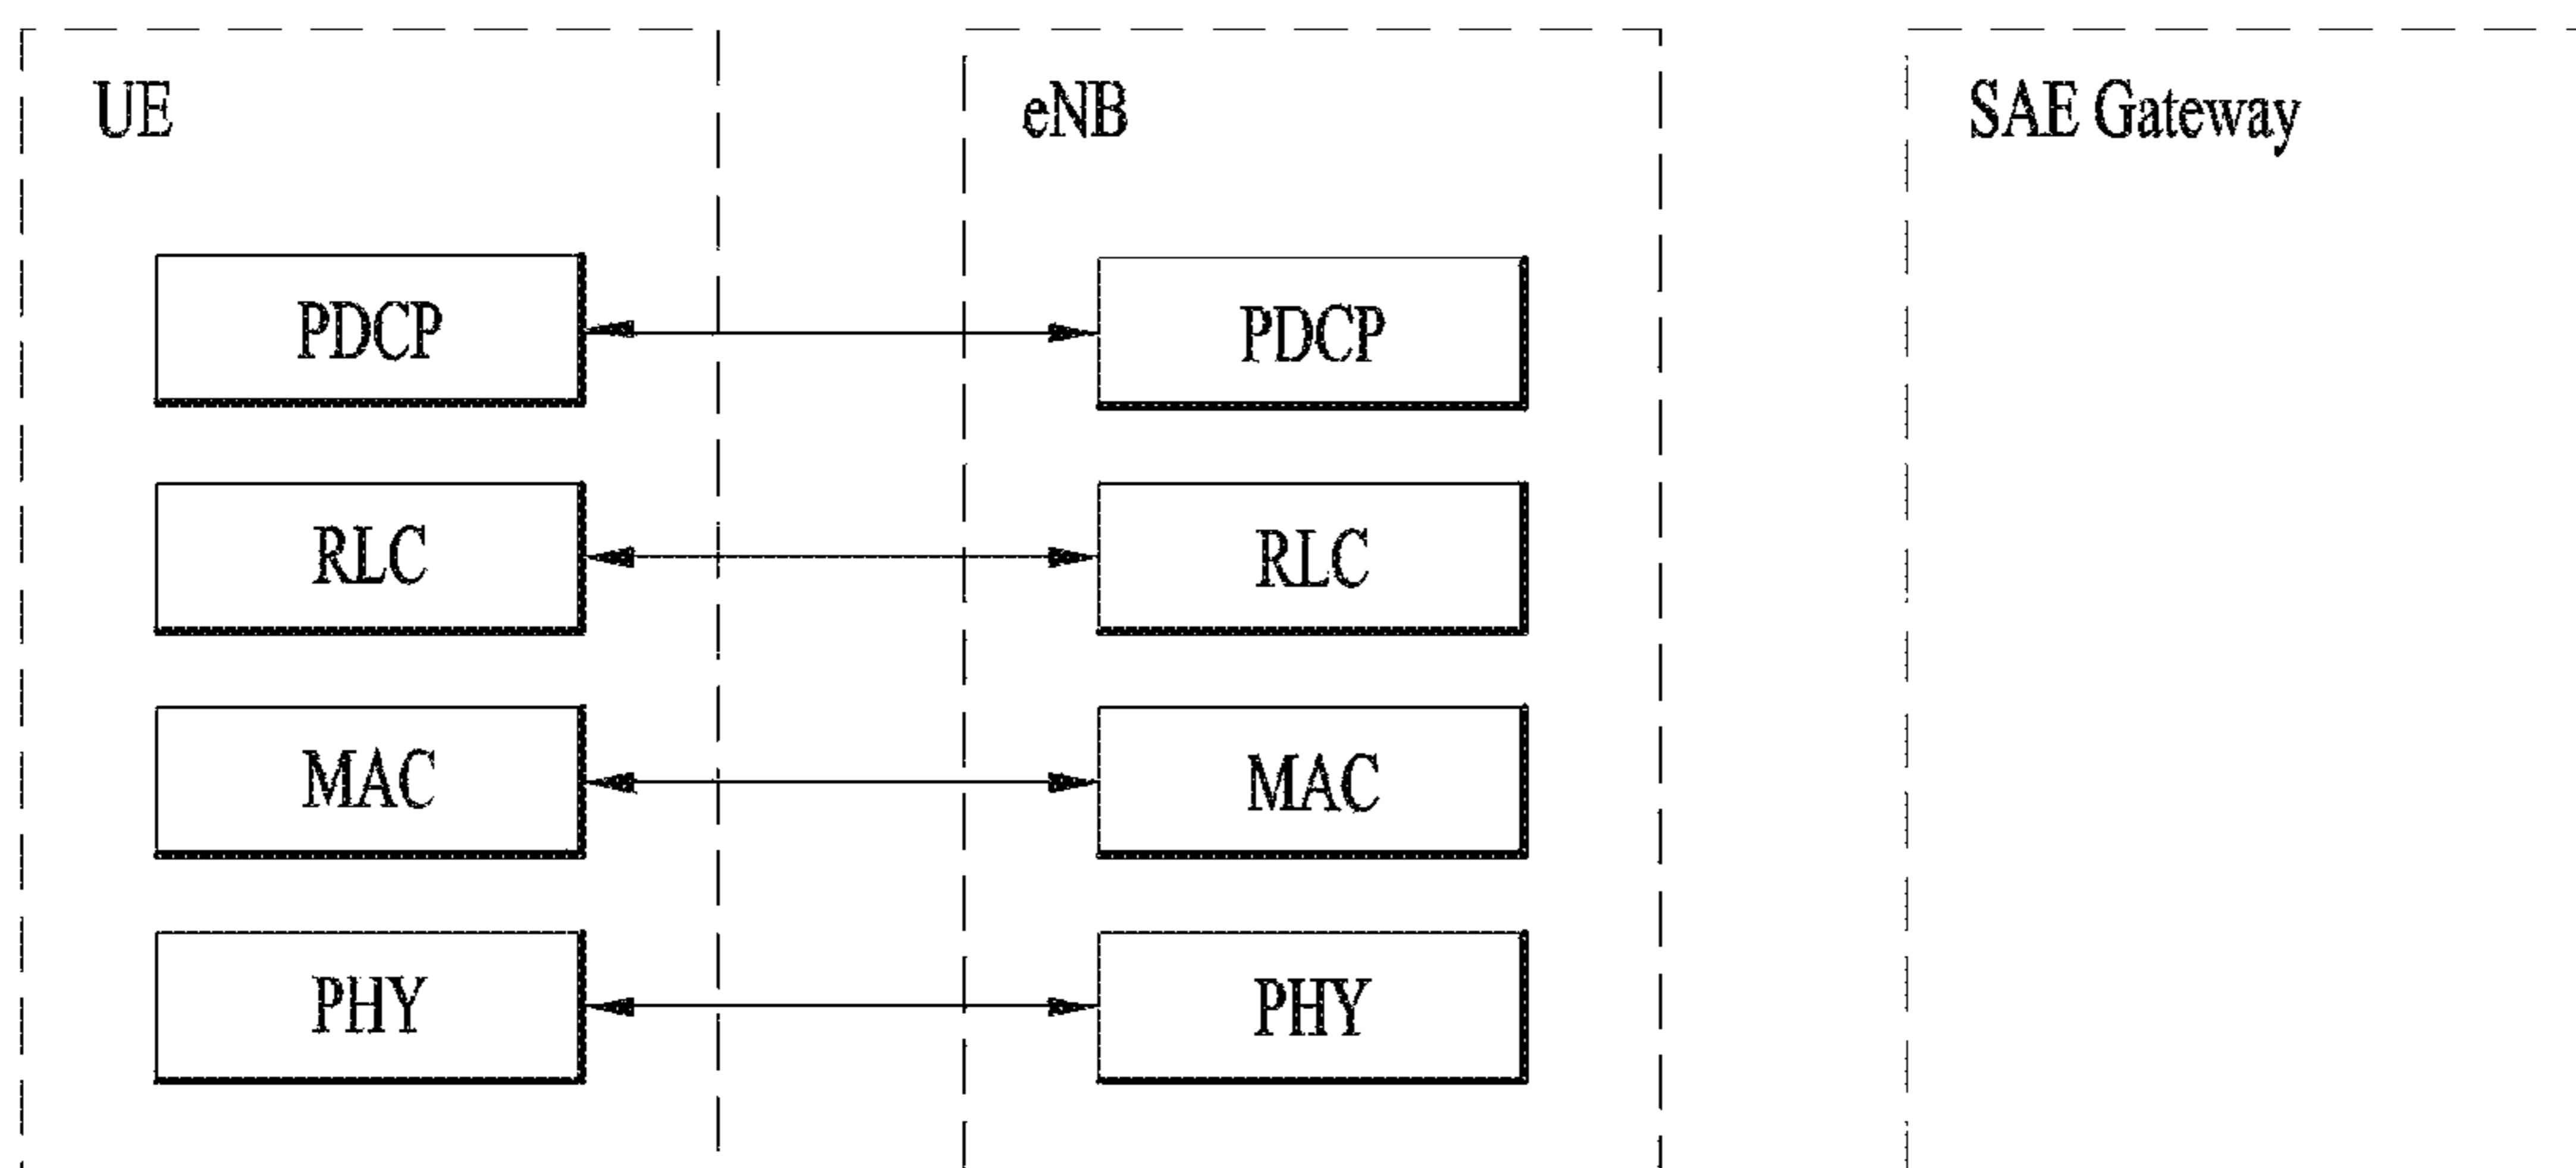 UE
eNB
SAE Gateway
PDCP
PDCP
RLC
RLC
MAC
MAC
PHY
PHY